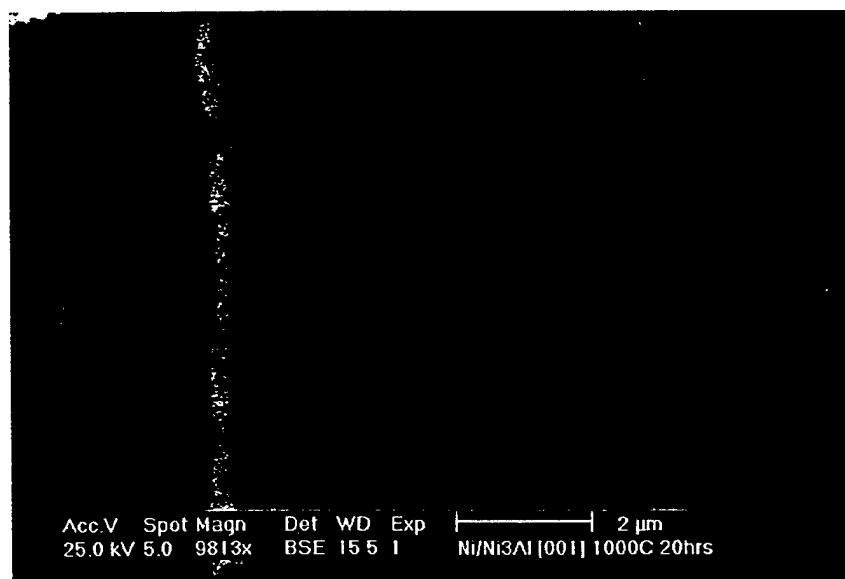 Acc.V Spot Magn Det WD Exp 2 µm
25.0 kV 5.0 9813x BSE 15.5 1 Ni/Ni3Al [001] 1000C 20hrs